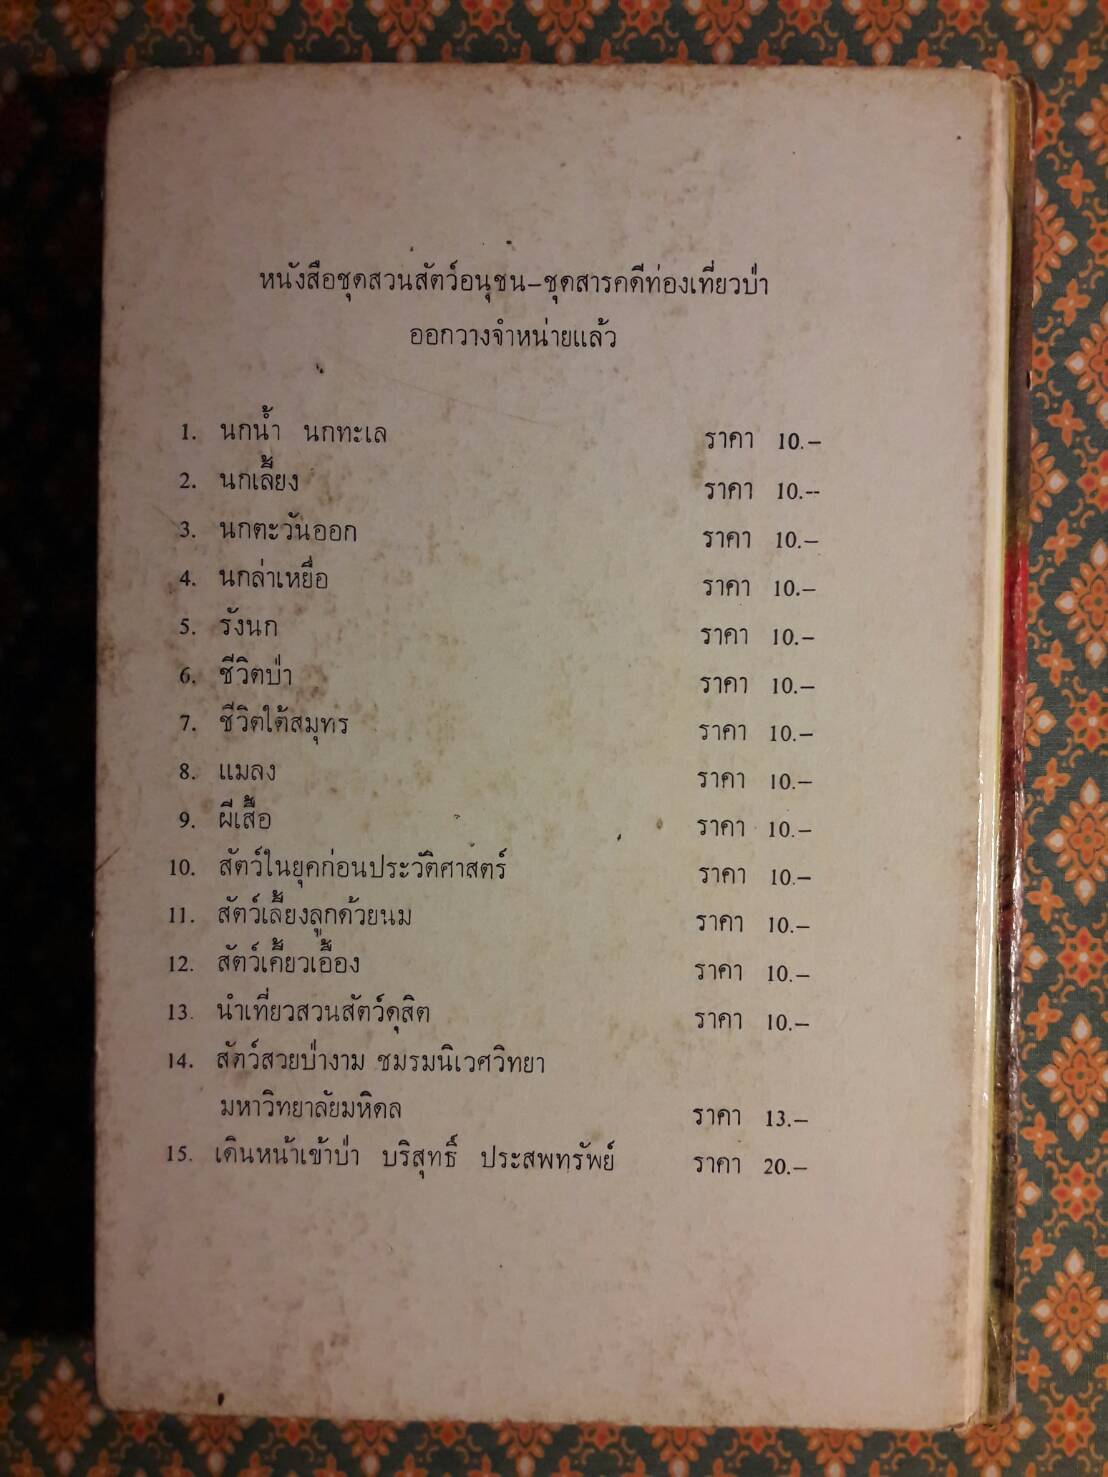 หนังสือชุดสวนสัตว์อนุชน-ชุดสารคดีท่องเที่ยวป่า
ออกวางจำหน่ายแล้ว
1. นกน้ำ นกทะเล ราคา 10.–
2. นกเลี้ยง ราคา 10.--
3. นกตะวันออก ราคา 10.–
4. นกล่าเหยื่อ ราคา 10.–
5. รังนก ราคา 10.–
6. ชีวิตป่า ราคา 10.–
7. ชีวิตใต้สมุทร ราคา 10.–
8. แมลง ราคา 10.–
9. ผีเสื้อ ราคา 10.–
10. สัตว์ในยุคก่อนประวัติศาสตร์ ราคา 10.–
11. สัตว์เลี้ยงลูกด้วยนม ราคา 10.–
12. สัตว์เคี้ยวเอื้อง ราคา 10.–
13. นำเที่ยวสวนสัตว์ดุสิต ราคา 10.–
14. สัตว์สวยป่างาม ชมรมนิเวศวิทยา
มหาวิทยาลัยมหิดล ราคา 13.–
15. เดินหน้าเข้าป่า บริสุทธิ์ ประสพทรัพย์ ราคา 20.–